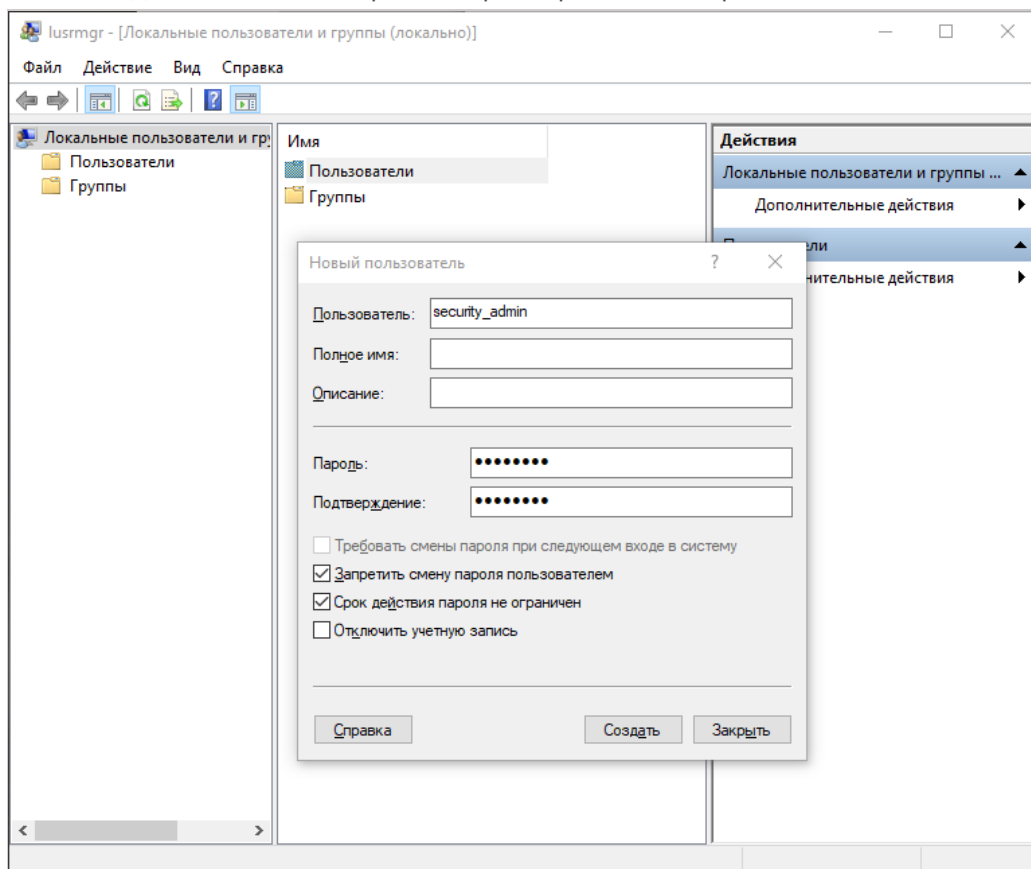 lusrmgr - [Локальные пользователи и группы (локально)]
Файл Действие Вид Справка
Локальные пользователи и гру
Пользователи
Группы
Имя
Пользователи
Группы
Действия
Локальные пользователи и группы ...
Дополнительные действия
ели
нительные действия
Новый пользователь ?
Пользователь: security_admin
Полное имя:
Описание:
Пароль: ••••••••
Подтверждение: ••••••••
Требовать смены пароля при следующем входе в систему
Запретить смену пароля пользователем
Срок действия пароля не ограничен
Отключить учетную запись
Справка Создать Закрыть